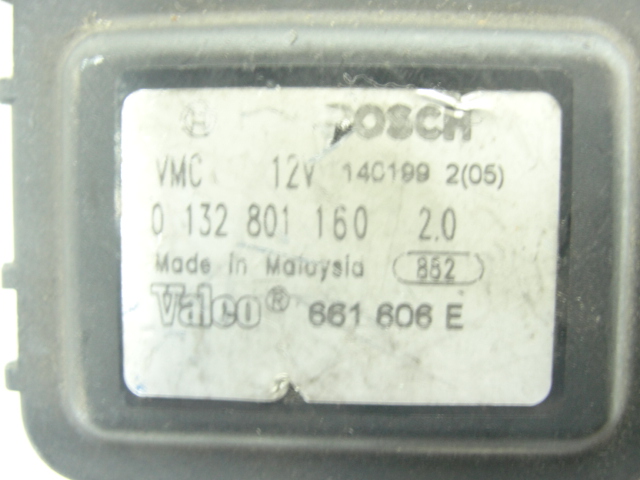 BOSCH
VMC 12V 140199 2(05)
0 132 801 160 2.0
Made in Malaysia 852
Valeo® 661 606 E